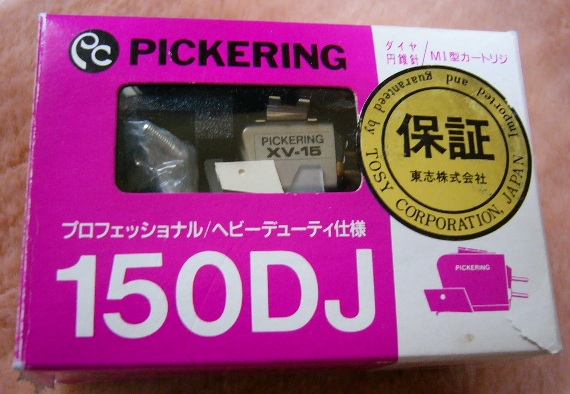 PC PICKERING
ダイヤ
円錐針/MI型カートリジ
PICKERING
XV-15
Imported and guaranteed by TOSY CORPORATION, JAPAN
保証
東志株式会社
プロフェッショナル/ヘビーデューティ仕様
150DJ
PICKERING